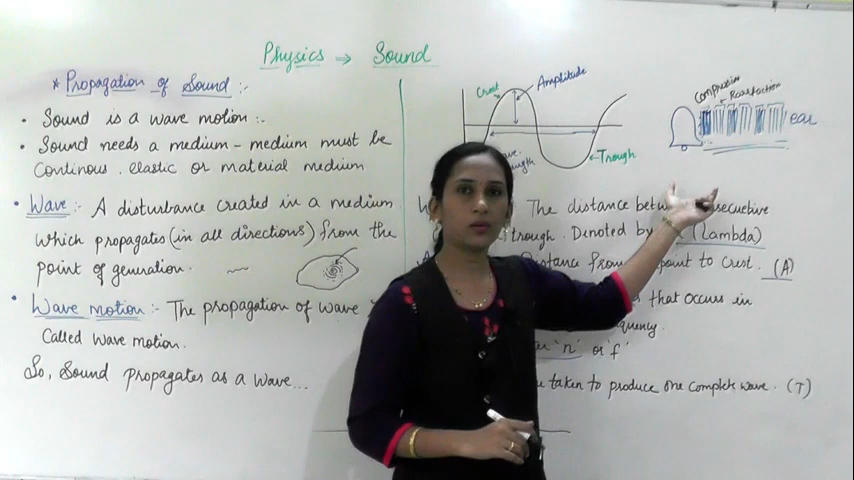 Physics → Sound
* Propagation of Sound :-
• Sound is a wave motion :-
• Sound needs a medium - medium must be
Continous, elastic or material medium
• Wave :- A disturbance created in a medium
which propagates (in all directions) from the
point of generation.
• Wave motion :- The propagation of wave
Called Wave motion.
So, Sound propagates as a wave...
Crest
Amplitude
Trough
Compression
Rarefaction
ear
The distance
trough. Denoted by (Lambda)
from point to Crest. (A)
that occurs in
'n' or 'f'
taken to produce one complete wave. (T)